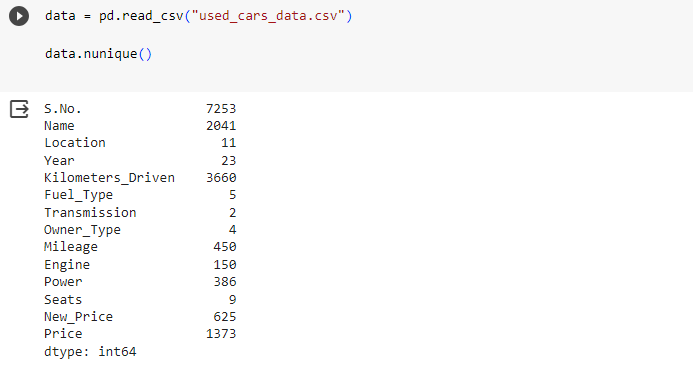 data = pd.read_csv("used_cars_data.csv")
data.nunique()
S.No. 7253
Name 2041
Location 11
Year 23
Kilometers_Driven 3660
Fuel_Type 5
Transmission 2
Owner_Type 4
Mileage 450
Engine 150
Power 386
Seats 9
New_Price 625
Price 1373
dtype: int64